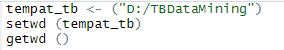 tempat_tb <- ("D:/TBDataMining")
setwd (tempat_tb)
getwd ()